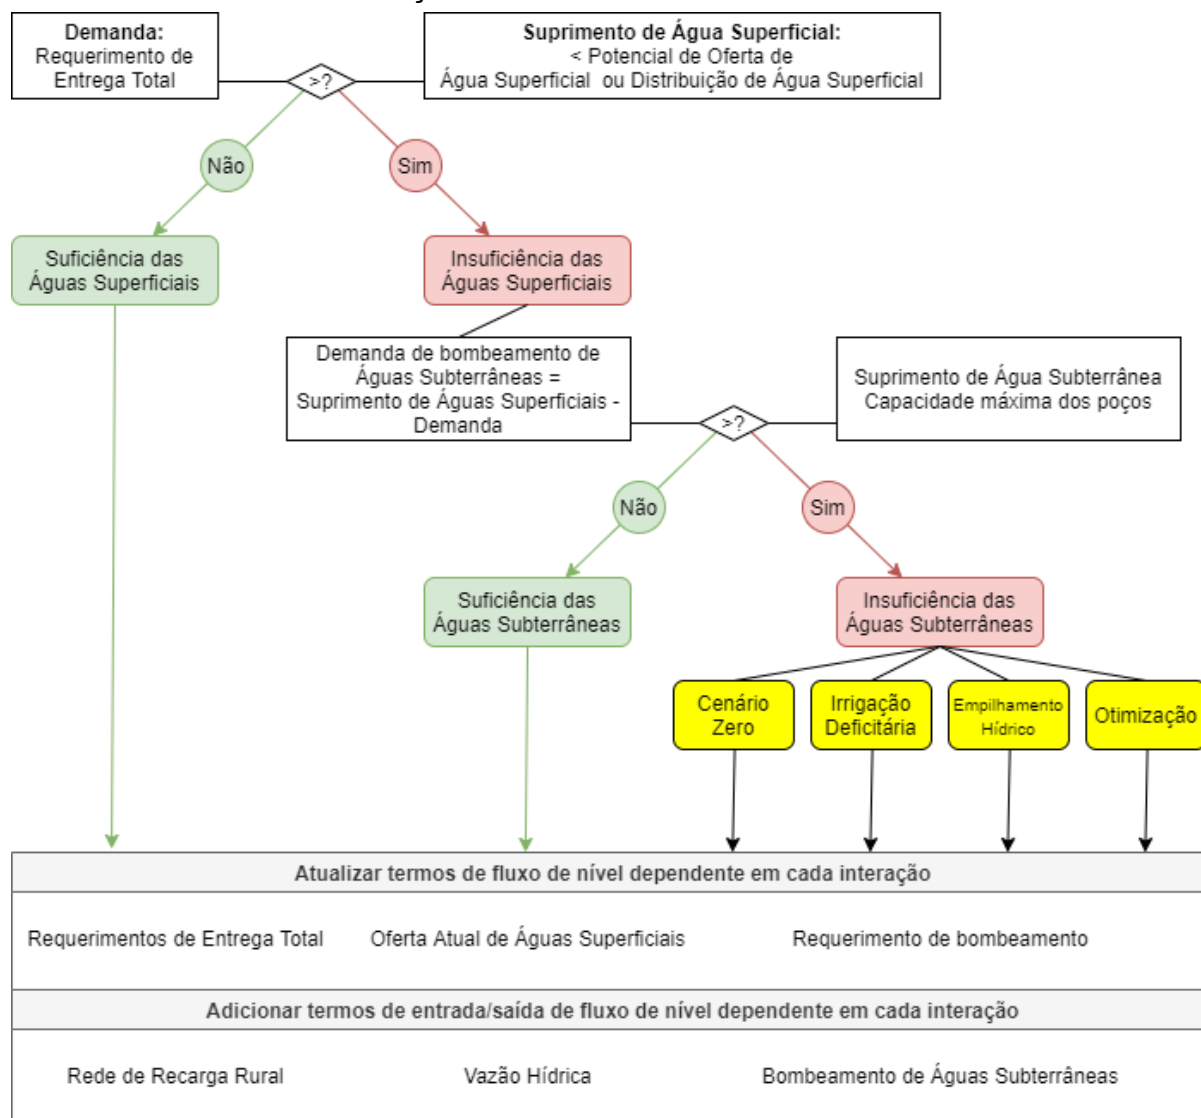 Demanda:
Requerimento de
Entrega Total
>?
Suprimento de Água Superficial:
< Potencial de Oferta de
Água Superficial ou Distribuição de Água Superficial
Não
Sim
Suficiência das
Águas Superficiais
Insuficiência das
Águas Superficiais
Demanda de bombeamento de
Águas Subterrâneas =
Suprimento de Águas Superficiais -
Demanda
>?
Suprimento de Água Subterrânea
Capacidade máxima dos poços
Não
Sim
Suficiência das
Águas Subterrâneas
Insuficiência das
Águas Subterrâneas
Cenário
Zero
Irrigação
Deficitária
Empilhamento
Hídrico
Otimização
Atualizar termos de fluxo de nível dependente em cada interação
Requerimentos de Entrega Total
Oferta Atual de Águas Superficiais
Requerimento de bombeamento
Adicionar termos de entrada/saída de fluxo de nível dependente em cada interação
Rede de Recarga Rural
Vazão Hídrica
Bombeamento de Águas Subterrâneas